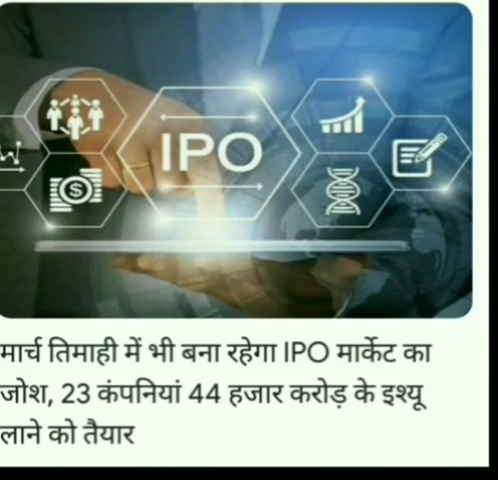 IPO
मार्च तिमाही में भी बना रहेगा IPO मार्केट का
जोश, 23 कंपनियां 44 हजार करोड़ के इश्यू
लाने को तैयार